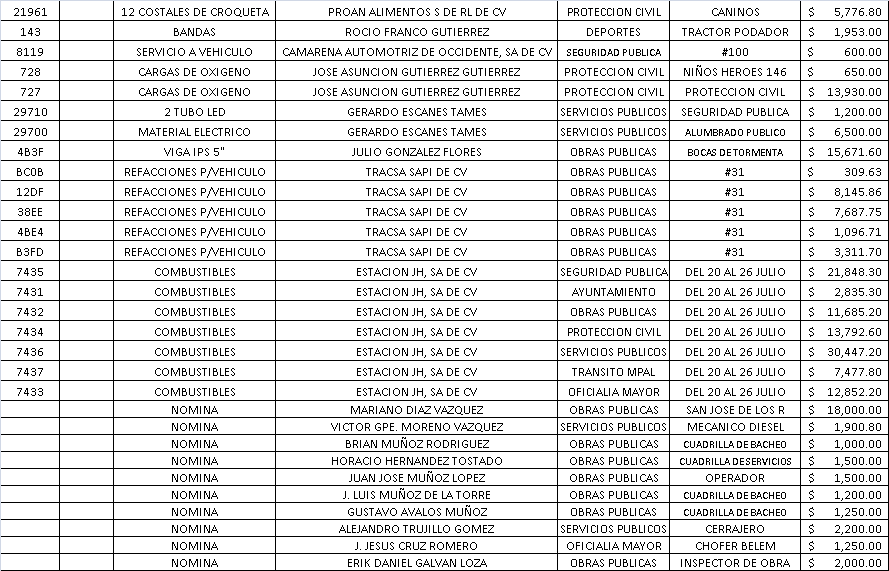 21961 12 COSTALES DE CROQUETA PROAN ALIMENTOS S DE RL DE CV PROTECCION CIVIL CANINOS $ 5,776.80
143 BANDAS ROCIO FRANCO GUTIERREZ DEPORTES TRACTOR PODADOR $ 1,953.00
8119 SERVICIO A VEHICULO CAMARENA AUTOMOTRIZ DE OCCIDENTE, SA DE CV SEGURIDAD PUBLICA #100 $ 600.00
728 CARGAS DE OXIGENO JOSE ASUNCION GUTIERREZ GUTIERREZ PROTECCION CIVIL NIÑOS HEROES 146 $ 650.00
727 CARGAS DE OXIGENO JOSE ASUNCION GUTIERREZ GUTIERREZ PROTECCION CIVIL PROTECCION CIVIL $ 13,930.00
29710 2 TUBO LED GERARDO ESCANES TAMES SERVICIOS PUBLICOS SEGURIDAD PUBLICA $ 1,200.00
29700 MATERIAL ELECTRICO GERARDO ESCANES TAMES SERVICIOS PUBLICOS ALUMBRADO PUBLICO $ 6,500.00
4B3F VIGA IPS 5" JULIO GONZALEZ FLORES OBRAS PUBLICAS BOCAS DE TORMENTA $ 15,671.60
BC0B REFACCIONES P/VEHICULO TRACSA SAPI DE CV OBRAS PUBLICAS #31 $ 309.63
12DF REFACCIONES P/VEHICULO TRACSA SAPI DE CV OBRAS PUBLICAS #31 $ 8,145.86
38EE REFACCIONES P/VEHICULO TRACSA SAPI DE CV OBRAS PUBLICAS #31 $ 7,687.75
4BE4 REFACCIONES P/VEHICULO TRACSA SAPI DE CV OBRAS PUBLICAS #31 $ 1,096.71
B3FD REFACCIONES P/VEHICULO TRACSA SAPI DE CV OBRAS PUBLICAS #31 $ 3,311.70
7435 COMBUSTIBLES ESTACION JH, SA DE CV SEGURIDAD PUBLICA DEL 20 AL 26 JULIO $ 21,848.30
7431 COMBUSTIBLES ESTACION JH, SA DE CV AYUNTAMIENTO DEL 20 AL 26 JULIO $ 2,835.30
7432 COMBUSTIBLES ESTACION JH, SA DE CV OBRAS PUBLICAS DEL 20 AL 26 JULIO $ 11,685.20
7434 COMBUSTIBLES ESTACION JH, SA DE CV PROTECCION CIVIL DEL 20 AL 26 JULIO $ 13,792.60
7436 COMBUSTIBLES ESTACION JH, SA DE CV SERVICIOS PUBLICOS DEL 20 AL 26 JULIO $ 30,447.20
7437 COMBUSTIBLES ESTACION JH, SA DE CV TRANSITO MPAL DEL 20 AL 26 JULIO $ 7,477.80
7433 COMBUSTIBLES ESTACION JH, SA DE CV OFICIALIA MAYOR DEL 20 AL 26 JULIO $ 12,852.20
NOMINA MARIANO DIAZ VAZQUEZ OBRAS PUBLICAS SAN JOSE DE LOS R $ 18,000.00
NOMINA VICTOR GPE. MORENO VAZQUEZ SERVICIOS PUBLICOS MECANICO DIESEL $ 1,900.80
NOMINA BRIAN MUÑOZ RODRIGUEZ OBRAS PUBLICAS CUADRILLA DE BACHEO $ 1,000.00
NOMINA HORACIO HERNANDEZ TOSTADO OBRAS PUBLICAS CUADRILLA DE SERVICIOS $ 1,500.00
NOMINA JUAN JOSE MUÑOZ LOPEZ OBRAS PUBLICAS OPERADOR $ 1,500.00
NOMINA J. LUIS MUÑOZ DE LA TORRE OBRAS PUBLICAS CUADRILLA DE BACHEO $ 1,200.00
NOMINA GUSTAVO AVALOS MUÑOZ OBRAS PUBLICAS CUADRILLA DE BACHEO $ 1,250.00
NOMINA ALEJANDRO TRUJILLO GOMEZ SERVICIOS PUBLICOS CERRAJERO $ 2,200.00
NOMINA J. JESUS CRUZ ROMERO OFICIALIA MAYOR CHOFER BELEM $ 1,250.00
NOMINA ERIK DANIEL GALVAN LOZA OBRAS PUBLICAS INSPECTOR DE OBRA $ 2,000.00